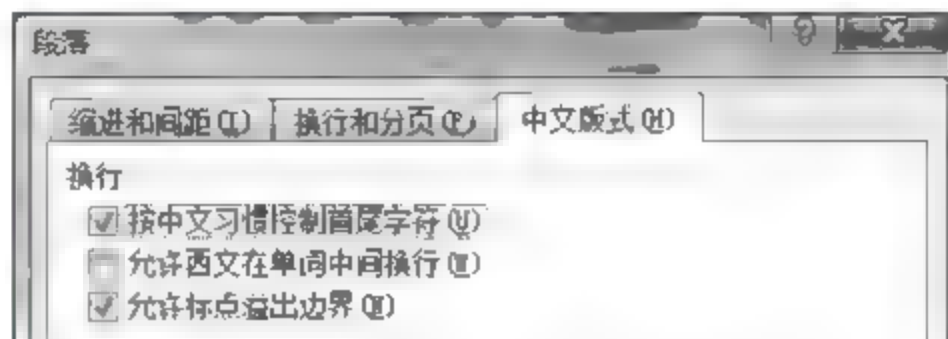 段落
缩进和间距(I) 换行和分页(P) 中文版式(H)
换行
按中文习惯控制首尾字符(U)
允许西文在单词中间换行(W)
允许标点溢出边界(N)